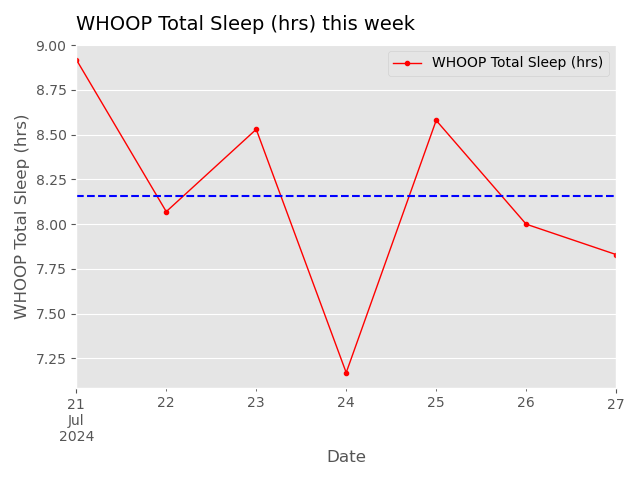 WHOOP Total Sleep (hrs) this week
WHOOP Total Sleep (hrs)
WHOOP Total Sleep (hrs)
9.00
8.75
8.50
8.25
8.00
7.75
7.50
7.25
21 22 23 24 25 26 27
Jul
2024
Date